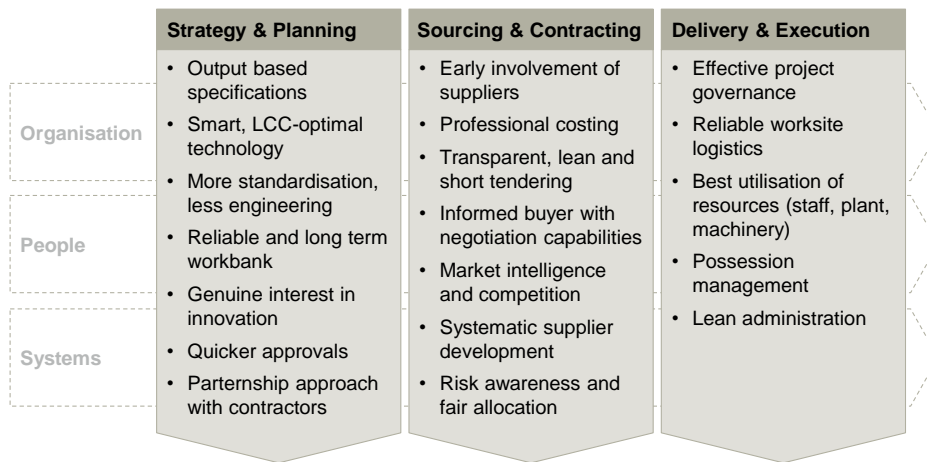 Strategy & Planning
• Output based
specifications
• Smart, LCC-optimal
technology
• More standardisation,
less engineering
• Reliable and long term
workbank
• Genuine interest in
innovation
• Quicker approvals
• Parternship approach
with contractors
Sourcing & Contracting
• Early involvement of
suppliers
• Professional costing
• Transparent, lean and
short tendering
• Informed buyer with
negotiation capabilities
• Market intelligence
and competition
• Systematic supplier
development
• Risk awareness and
fair allocation
Delivery & Execution
• Effective project
governance
• Reliable worksite
logistics
• Best utilisation of
resources (staff, plant,
machinery)
• Possession
management
• Lean administration
Organisation
People
Systems